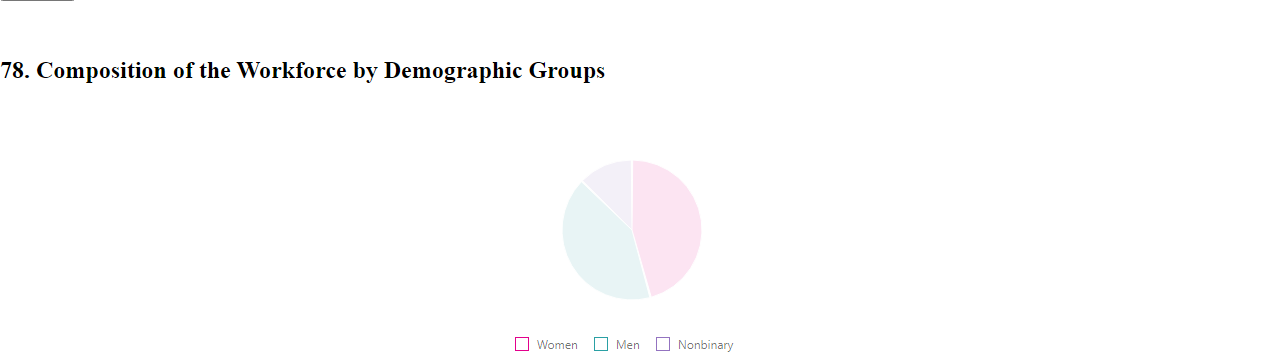 78. Composition of the Workforce by Demographic Groups
Women Men Nonbinary